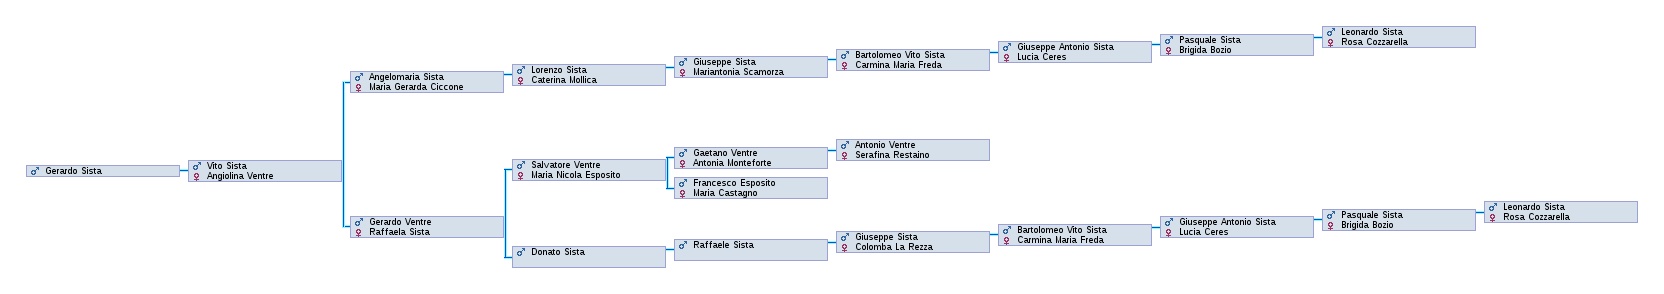 Leonardo Sista
Rosa Cozzarella
Pasquale Sista
Brigida Bozio
Giuseppe Antonio Sista
Lucia Ceres
Bartolomeo Vito Sista
Carmina Maria Freda
Giuseppe Sista
Mariantonia Scamorza
Lorenzo Sista
Caterina Mollica
Angelomaria Sista
Maria Gerarda Ciccone
Antonio Ventre
Serafina Restaino
Gaetano Ventre
Antonia Monteforte
Salvatore Ventre
Maria Nicola Esposito
Francesco Esposito
Maria Castagno
Gerardo Sista
Vito Sista
Angiolina Ventre
Gerardo Ventre
Raffaela Sista
Donato Sista
Raffaele Sista
Giuseppe Sista
Colomba La Rezza
Bartolomeo Vito Sista
Carmina Maria Freda
Giuseppe Antonio Sista
Lucia Ceres
Pasquale Sista
Brigida Bozio
Leonardo Sista
Rosa Cozzarella